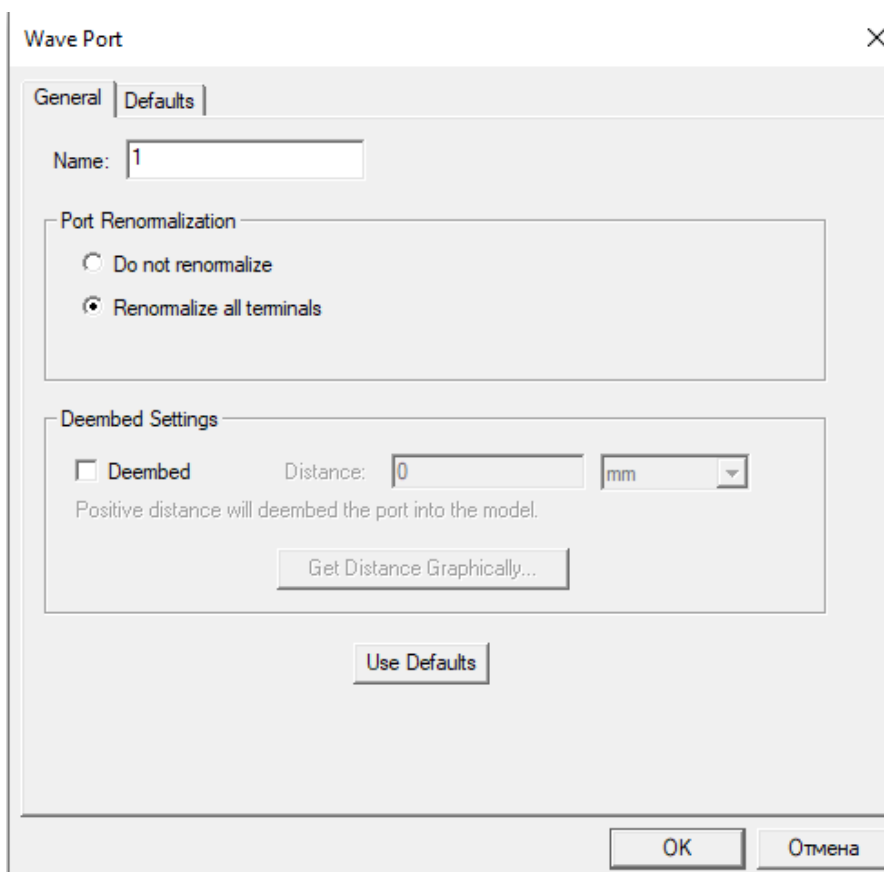 Wave Port
General Defaults
Name: 1
Port Renormalization
Do not renormalize
Renormalize all terminals
Deembed Settings
Deembed Distance: 0 mm
Positive distance will deembed the port into the model.
Get Distance Graphically...
Use Defaults
OK Отмена